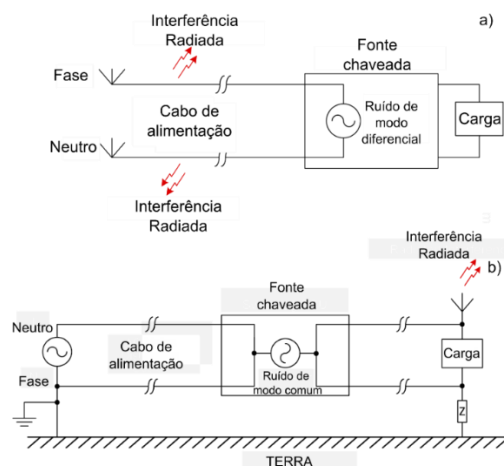 Interferência
Radiada
a)
Fonte
chaveada
Fase
Cabo de
alimentação
Ruído de
modo
diferencial
Carga
Neutro
Interferência
Radiada
Interferência
Radiada
b)
Fonte
chaveada
Neutro
Cabo de
alimentação
Ruído de
modo comum
Carga
Fase
Z
TERRA